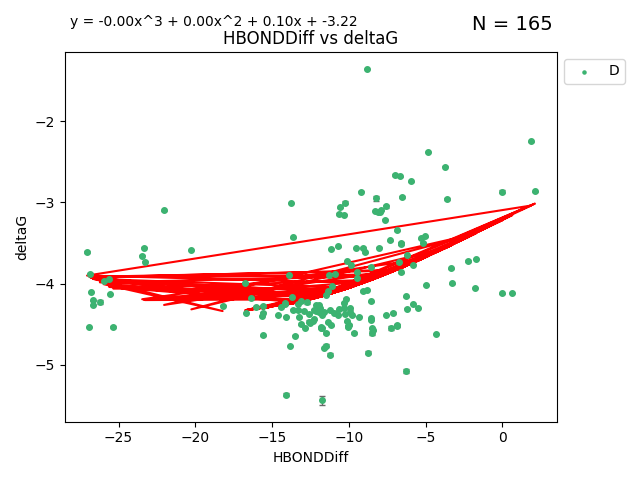 y = -0.00x^3 + 0.00x^2 + 0.10x + -3.22
N = 165
HBONDDiff vs deltaG
D
deltaG
−2
−3
−4
−5
−25
−20
−15
−10
−5
0
HBONDDiff